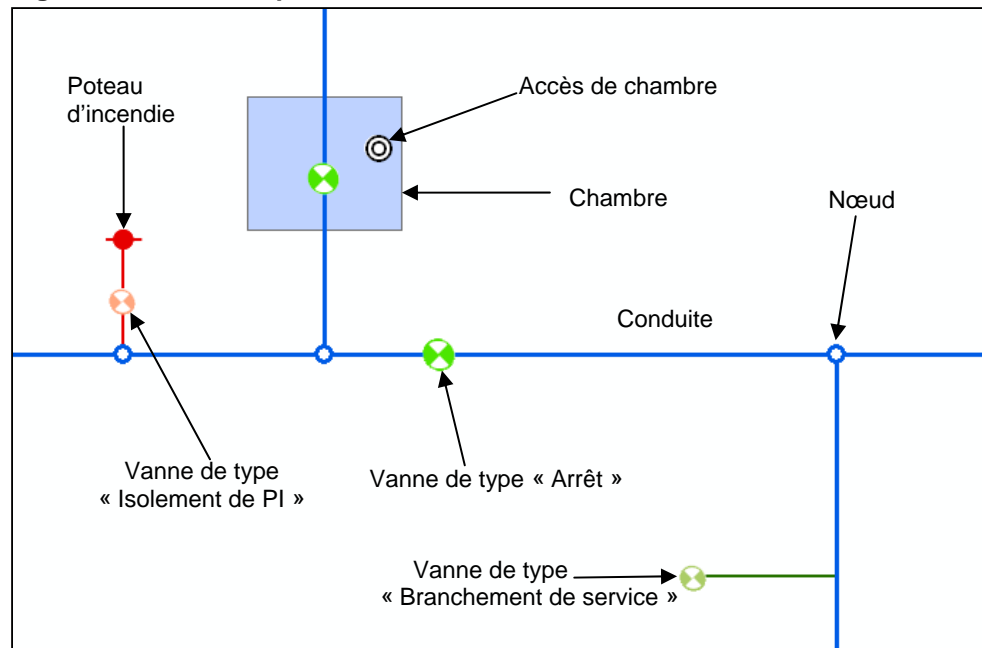 Poteau
d'incendie
Accès de chambre
Chambre
Nœud
Conduite
Vanne de type
« Isolement de PI »
Vanne de type « Arrêt »
Vanne de type
« Branchement de service »